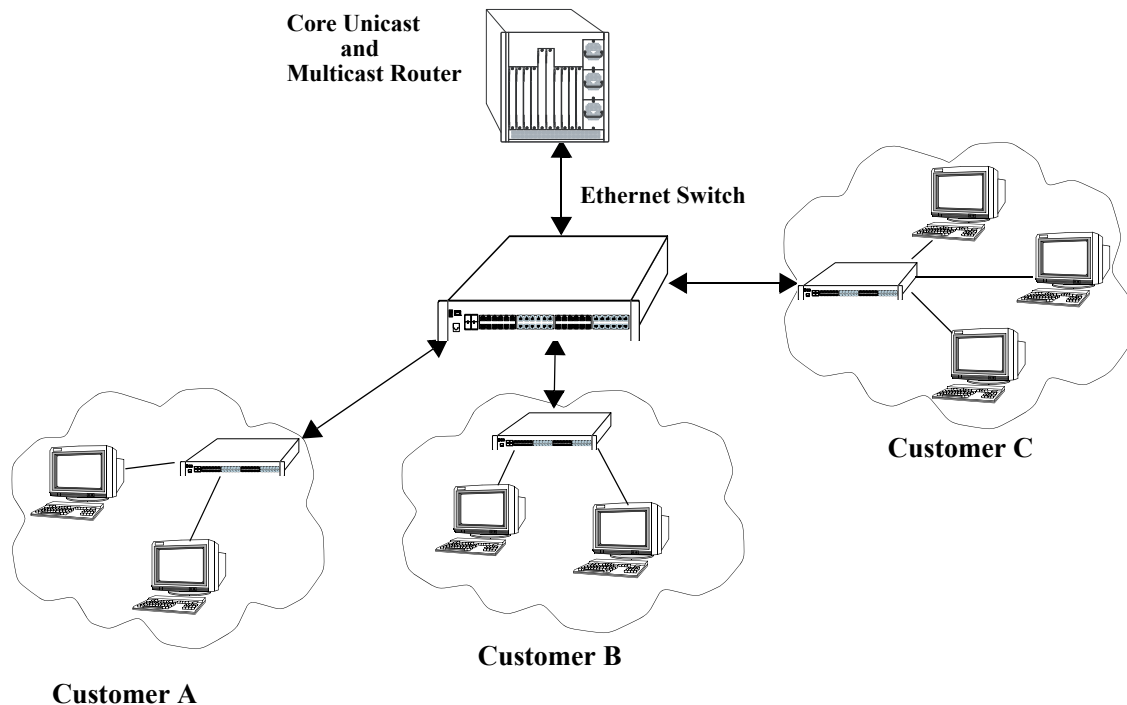 Core Unicast
and
Multicast Router
Ethernet Switch
Customer C
Customer B
Customer A